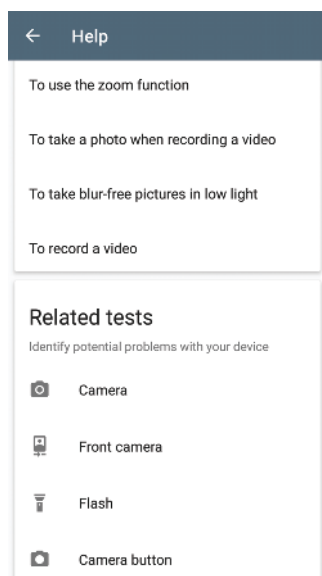 Help
To use the zoom function
To take a photo when recording a video
To take blur-free pictures in low light
To record a video
Related tests
Identify potential problems with your device
Camera
Front camera
Flash
Camera button